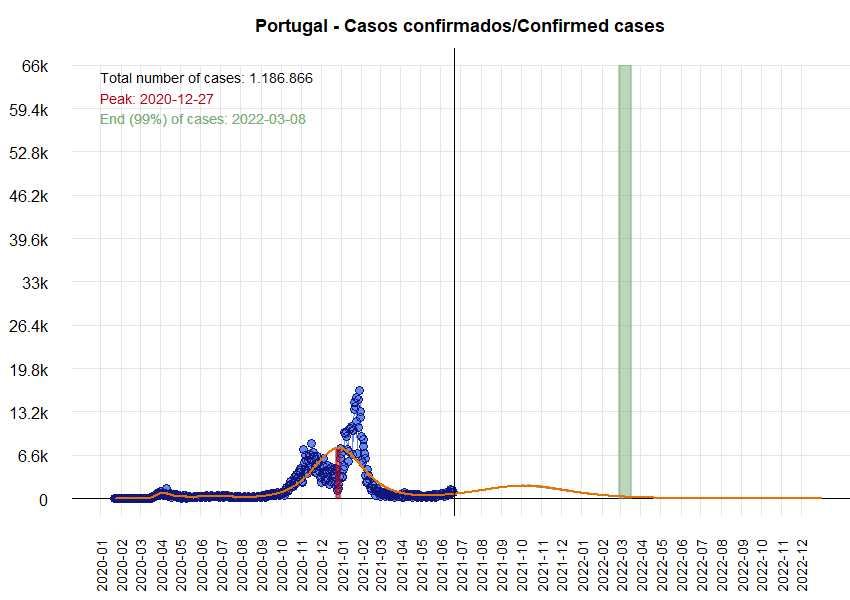 Portugal - Casos confirmados/Confirmed cases
66k
Total number of cases: 1.186.866
Peak: 2020-12-27
59.4k
End (99%) of cases: 2022-03-08
52.8k
46.2k
39.6k
33k
26.4k
19.8k
13.2k
6.6k
0
2020-01
2020-02
2020-03
2020-04
2020-05
2020-06
2020-07
2020-08
2020-09
2020-10
2020-11
2020-12
2021-01
2021-02
2021-03
2021-04
2021-05
2021-06
2021-07
2021-08
2021-09
2021-10
2021-11
2021-12
2022-01
2022-02
2022-03
2022-04
2022-05
2022-06
2022-07
2022-08
2022-09
2022-10
2022-11
2022-12